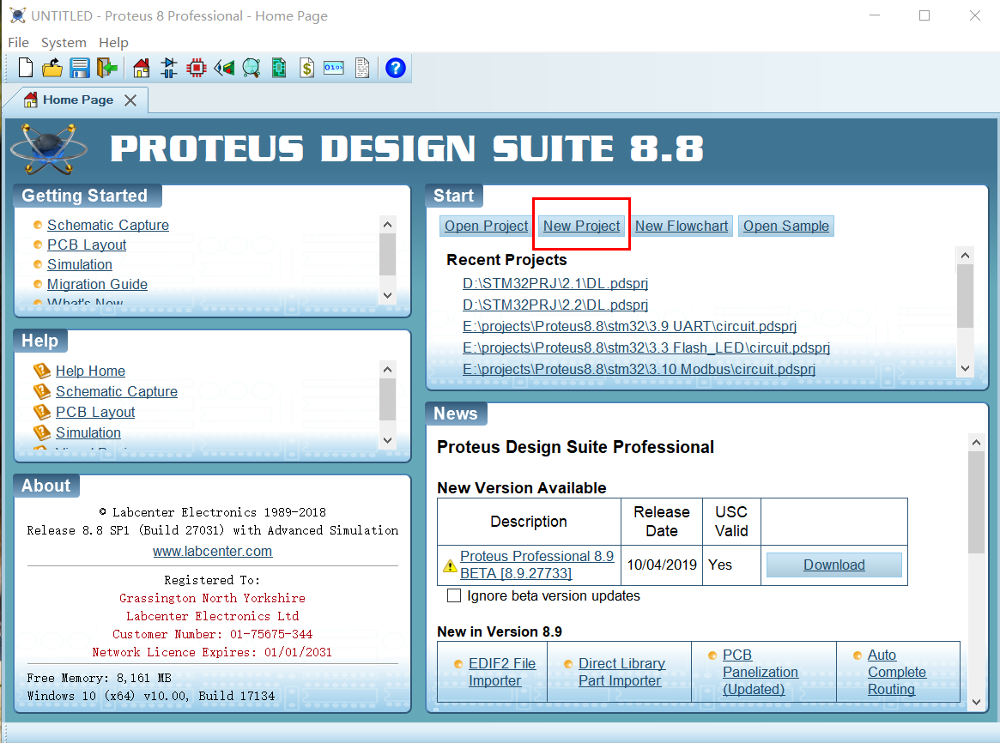 UNTITLED - Proteus 8 Professional - Home Page
File System Help
Home Page
PROTEUS DESIGN SUITE 8.8
Getting Started
Schematic Capture
PCB Layout
Simulation
Migration Guide
What's New
Help
Help Home
Schematic Capture
PCB Layout
Simulation
About
© Labcenter Electronics 1989-2018
Release 8.8 SP1 (Build 27031) with Advanced Simulation
www.labcenter.com
Registered To:
Grassington North Yorkshire
Labcenter Electronics Ltd
Customer Number: 01-75675-344
Network Licence Expires: 01/01/2031
Free Memory: 8,161 MB
Windows 10 (x64) v10.00, Build 17134
Start
Open Project New Project New Flowchart Open Sample
Recent Projects
D:\STM32PRJ\2.1\DL.pdsprj
D:\STM32PRJ\2.2\DL.pdsprj
E:\projects\Proteus8.8\stm32\3.9 UART\circuit.pdsprj
E:\projects\Proteus8.8\stm32\3.3 Flash_LED\circuit.pdsprj
E:\projects\Proteus8.8\stm32\3.10 Modbus\circuit.pdsprj
News
Proteus Design Suite Professional
New Version Available
Description
Release
Date
USC
Valid
Proteus Professional 8.9
BETA [8.9.27733]
10/04/2019
Yes
Download
Ignore beta version updates
New in Version 8.9
EDIF2 File
Importer
Direct Library
Part Importer
PCB
Panelization
(Updated)
Auto
Complete
Routing